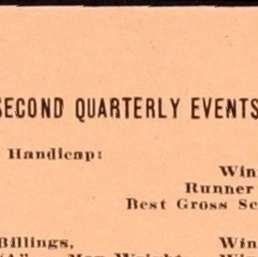 SECOND QUARTERLY EVENTS
Handicap:
Win
Runner
Best Gross Sc
Billings, Win